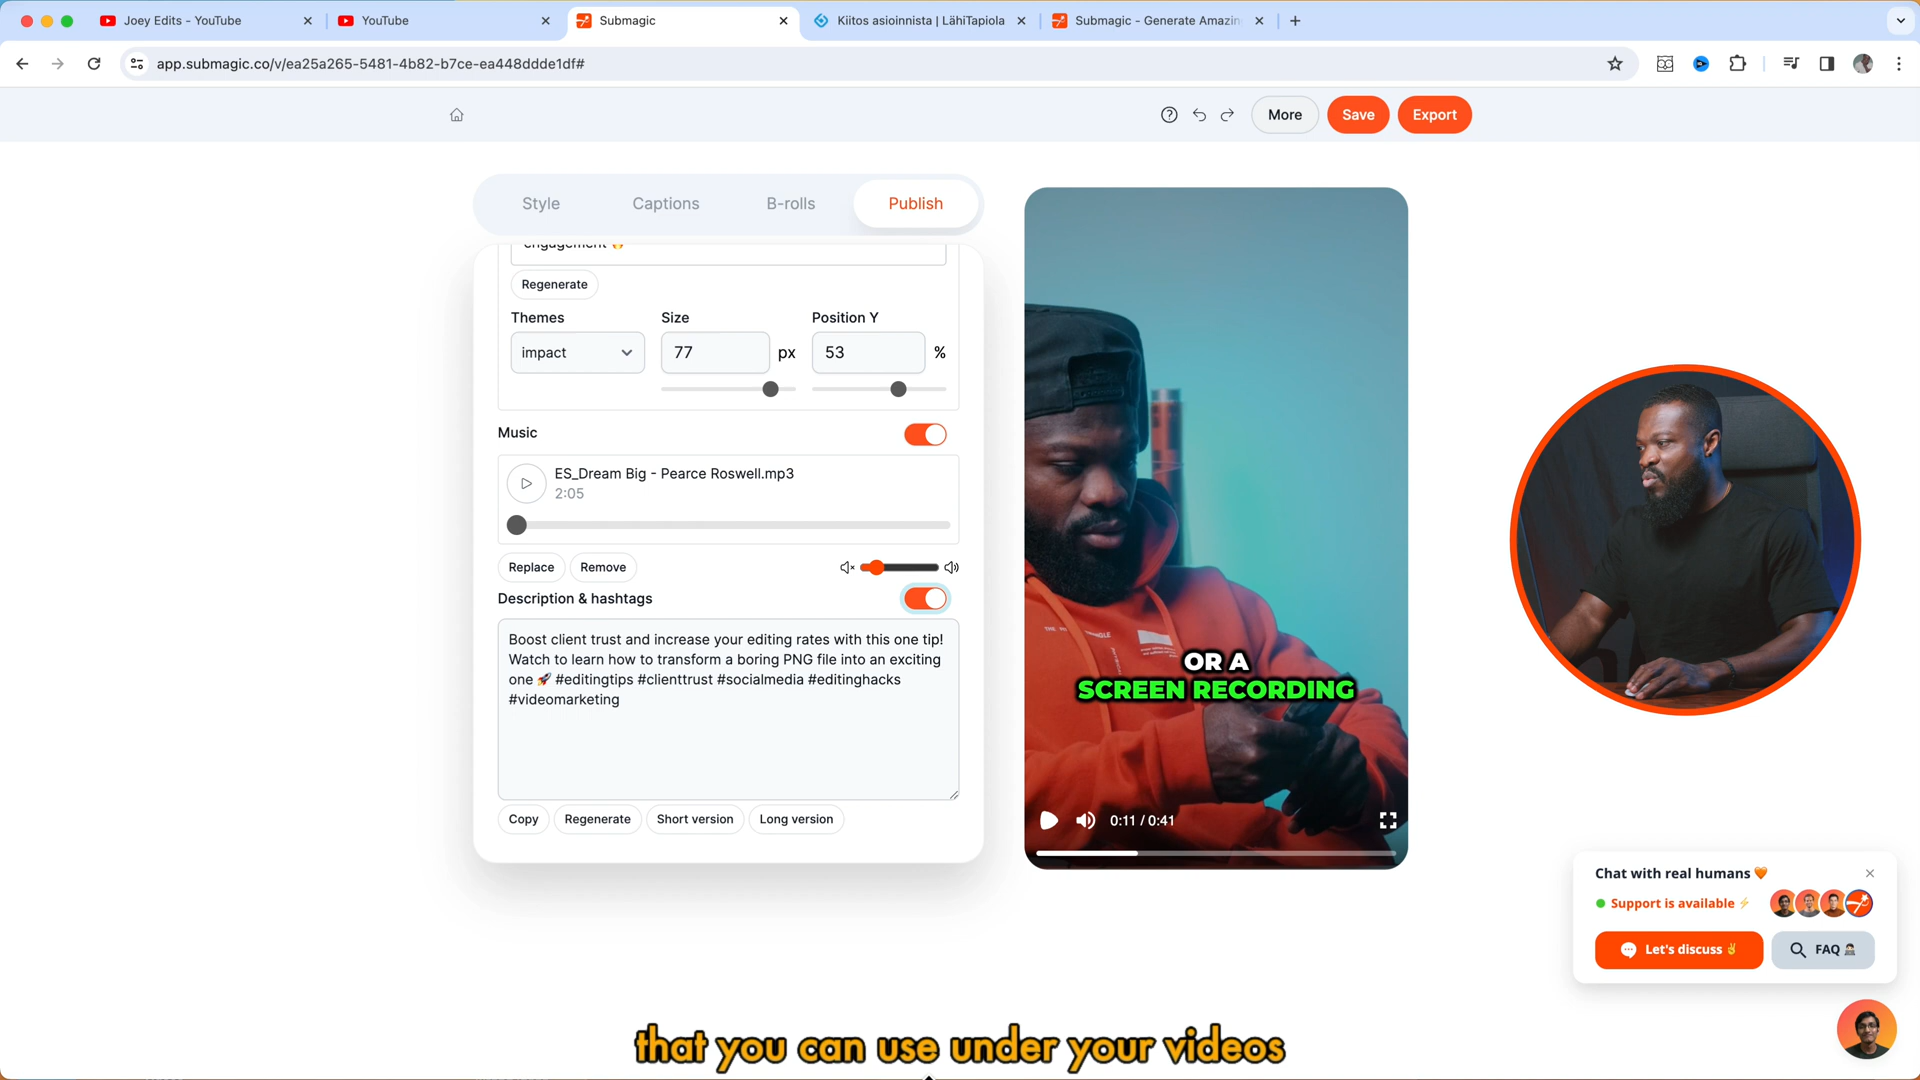 Joey Edits - YouTube
YouTube
Submagic
Kiitos asioinnista | LähiTapiola
Submagic - Generate Amazin
app.submagic.co/v/ea25a265-5481-4b82-b7ce-ea448ddde1df#
More
Save
Export
Style
Captions
B-rolls
Publish
engagement
Regenerate
Themes
Size
Position Y
impact
77
px
53
%
Music
ES_Dream Big - Pearce Roswell.mp3
2:05
Replace
Remove
Description & hashtags
Boost client trust and increase your editing rates with this one tip!
Watch to learn how to transform a boring PNG file into an exciting
one 🚀 #editingtips #clienttrust #socialmedia #editinghacks
#videomarketing
Copy
Regenerate
Short version
Long version
OR A
SCREEN RECORDING
0:11 / 0:41
Chat with real humans 🧡
Support is available ⚡
Let's discuss ✌
FAQ
that you can use under your videos